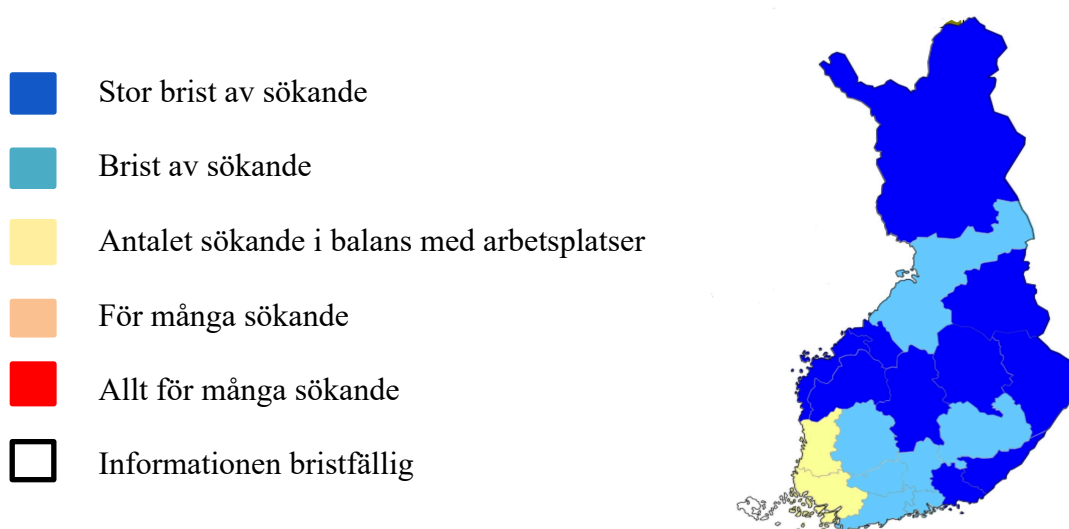 Stor brist av sökande
Brist av sökande
Antalet sökande i balans med arbetsplatser
För många sökande
Allt för många sökande
Informationen bristfällig